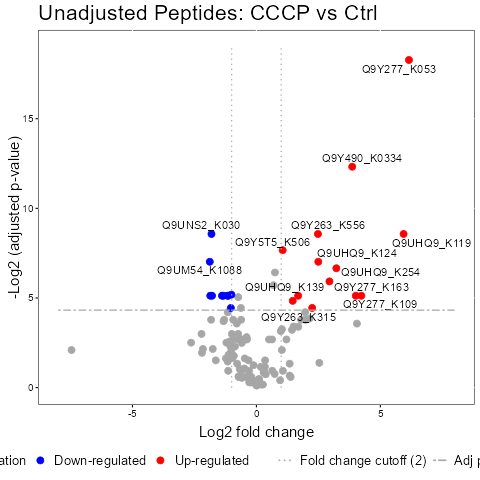 Unadjusted Peptides: CCCP vs Ctrl
-Log2 (adjusted p-value)
15
10
5
0
Q9Y277_K053
Q9Y490_K0334
Q9UNS2_K030
Q9Y263_K556
Q9Y5T5_K506
Q9UHQ9_K119
Q9UHQ9_K124
Q9UM54_K1088
Q9UHQ9_K254
Q9UHQ9_K139
Q9Y277_K163
Q9Y277_K109
Q9Y263_K315
-5
0
5
Log2 fold change
ation Down-regulated Up-regulated Fold change cutoff (2) Adj p